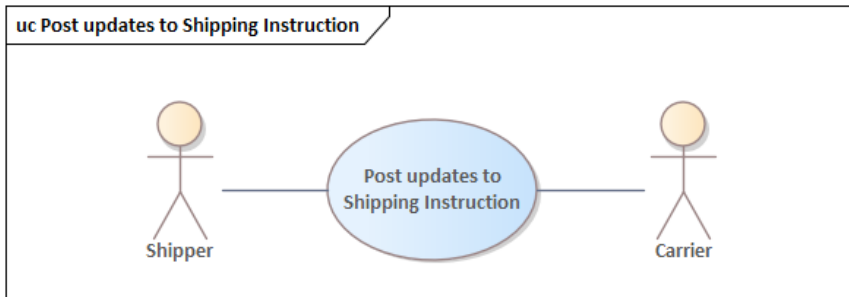 uc Post updates to Shipping Instruction
Post updates to
Shipping Instruction
Shipper
Carrier